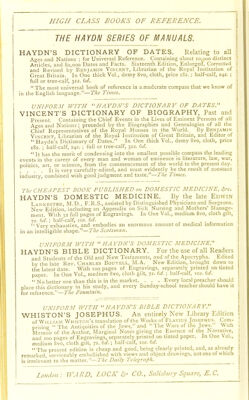 HIGH CLASS BOOKS OF REFERENCE.
THE HAYDN SERIES OF MANUALS.
HAYDN'S DICTIONARY OF DATES. Relating to all
Ages and Nations; for Universal Reference. Containing about distinct
Articles, and Dates and Facts. Sixteenth Edition, Enlarged, Corrected
and Revised by BENJAMIN VINCENT, Librarian of the Royal Institution of
Great Britain. In One thick Vol., medium 8vo, cloth, price 18s.; half-calf, 24s.;
full or tree-calf,
"The most universal book of reference in a moderate compass that we know of
in the English language."—The Times.
UNIFORM WITH "HAYDN'S DICTIONARY OF DATES."
VINCENT'S DICTIONARY OF BIOGRAPHY, Past and
Present. Containing the Chief Events in the Lives of Eminent Persons of all
Ages and Nations, preceded by the Biographies and Genealogies of all the
Chief Representatives of the Royal Houses in the World. By BENJAMIN
VINCENT, Librarian of the Royal Institution of Great Britain, and Editor of
"Haydn's Dictionary of Dates." In One thick Vol., medium 8vo, cloth, price
half-calf, full or tree-calf,
"It has the merit of condensing into the smallest possible compass the leading
events in the career of every man and woman of eminence in literature, law, war,
politics, art, or science, from the commencement of the world to the present day.
It is very carefully edited, and must evidently be the result of constant
industry, combined with good judgment and taste."—The Times.
The CHEAPEST BOOK PUBLISHED on DOMESTIC MEDICINE, &c.
HAYDN'S DOMESTIC MEDICINE. By the late EDWIN
LANKESTER, M.D., F.R.S., assisted by Distinguished Physicians and Surgeons.
New Edition, including an Appendix on Sick Nursing and Mothers' Management.
With full pages of Engravings. In One Vol., medium 8vo, cloth gilt,
7s. 6d.; half-calf, 12s. 6d.
"Very exhaustive, and embodies an enormous amount of medical information
in an intelligible shape."—The Scotsman.
UNIFORM WITH "HAYDN'S DOMESTIC MEDICINE."
HAYDN'S BIBLE DICTIONARY. For the use of all Readers
and Students of the Old and New Testaments, and of the Apocrypha. Edited
by the late Rev. CHARLES BOUTELL, M.A. New Edition, brought down to
the latest date. With pages of Engravings, separately printed on tinted
paper. In One Vol., medium 8vo, cloth gilt, 7s. 6d.; half-calf, 12s. 6d.
"No better one than this is in the market. . . . Every local preacher should
place this dictionary in his study, and every Sunday-school teacher should have it
for reference."—The Fountain.
UNIFORM WITH "HAYDN'S BIBLE DICTIONARY."
WHISTON'S JOSEPHUS. An entirely New Library Edition
of WILLIAM WHISTON'S translation of the Works of FLAVIUS JOSEPHUS. Comprising
"The Antiquities of the Jews," and "The Wars of the Jews." With
Memoir of the Author, Marginal Notes giving the Essence of the Narrative,
and pages of Engravings, separately printed on tinted paper. In One Vol.,
medium 8vo, cloth gilt, 7s. 6d.; half-calf, 12s. 6d.
"The present edition is cheap and good, being clearly printed, and, as already
remarked, serviceably embellished with views and object drawings, not one of which
is irrelevant to the matter."—The Daily Telegraph.
London: WARD, LOCK & CO., Salisbury Square, E.C.